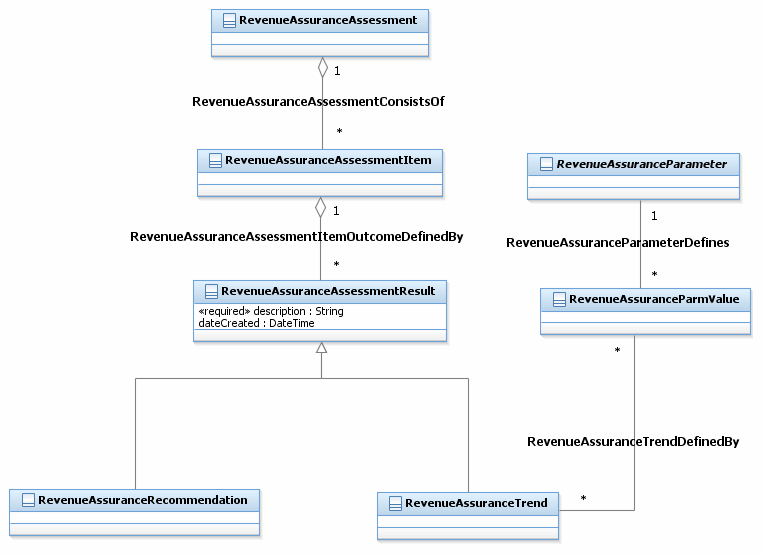 RevenueAssuranceAssessment
1
RevenueAssuranceAssessmentConsistsOf
*
RevenueAssuranceAssessmentItem
RevenueAssuranceParameter
1
1
RevenueAssuranceAssessmentItemOutcomeDefinedBy
RevenueAssuranceParameterDefines
*
*
RevenueAssuranceAssessmentResult
«required» description : String
dateCreated : DateTime
RevenueAssuranceParmValue
*
RevenueAssuranceTrendDefinedBy
RevenueAssuranceRecommendation
RevenueAssuranceTrend
*